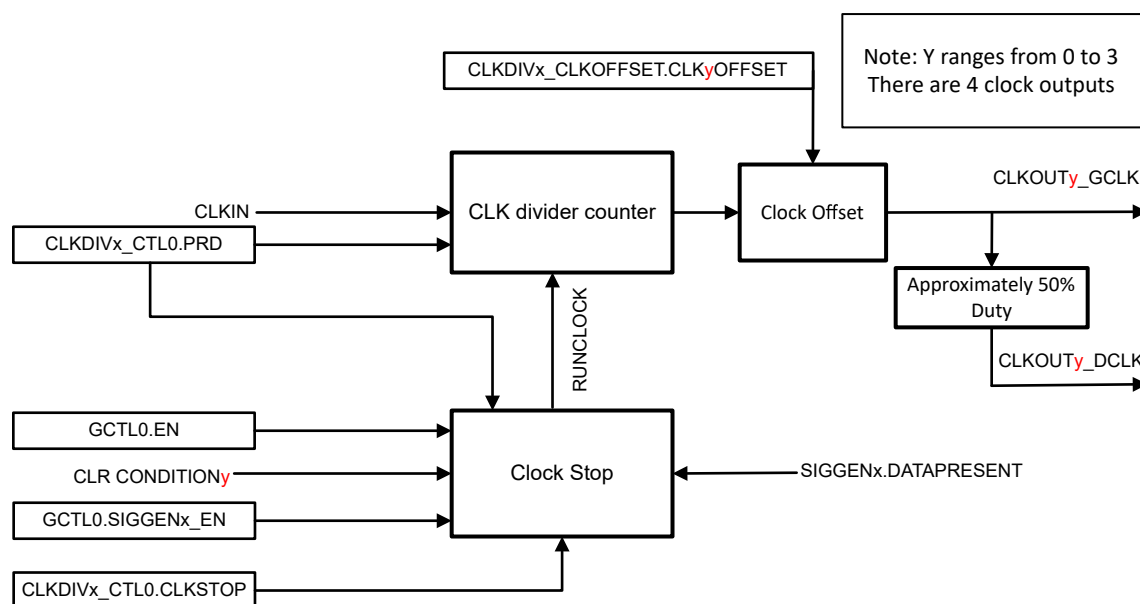 Note: Y ranges from 0 to 3
There are 4 clock outputs
CLKDIVx_CLKOFFSET.CLKyOFFSET
CLKIN
CLKDIVx_CTL0.PRD
CLK divider counter
Clock Offset
CLKOUTy_GCLK
Approximately 50%
Duty
CLKOUTy_DCLK
RUNCLOCK
GCTL0.EN
CLR CONDITIONy
GCTL0.SIGGENx_EN
CLKDIVx_CTL0.CLKSTOP
Clock Stop
SIGGENx.DATAPRESENT